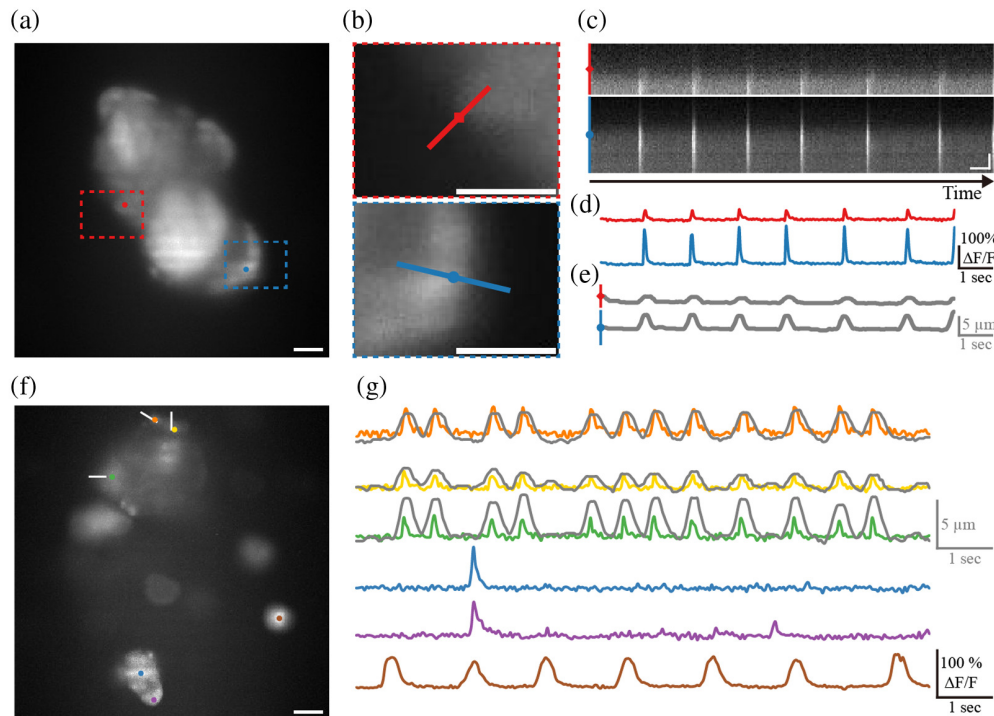 (a)
(b)
(c)
Time
(d)
100%
ΔF/F
1 sec
(e)
5 μm
1 sec
(f)
(g)
5 μm
1 sec
100 %
ΔF/F
1 sec